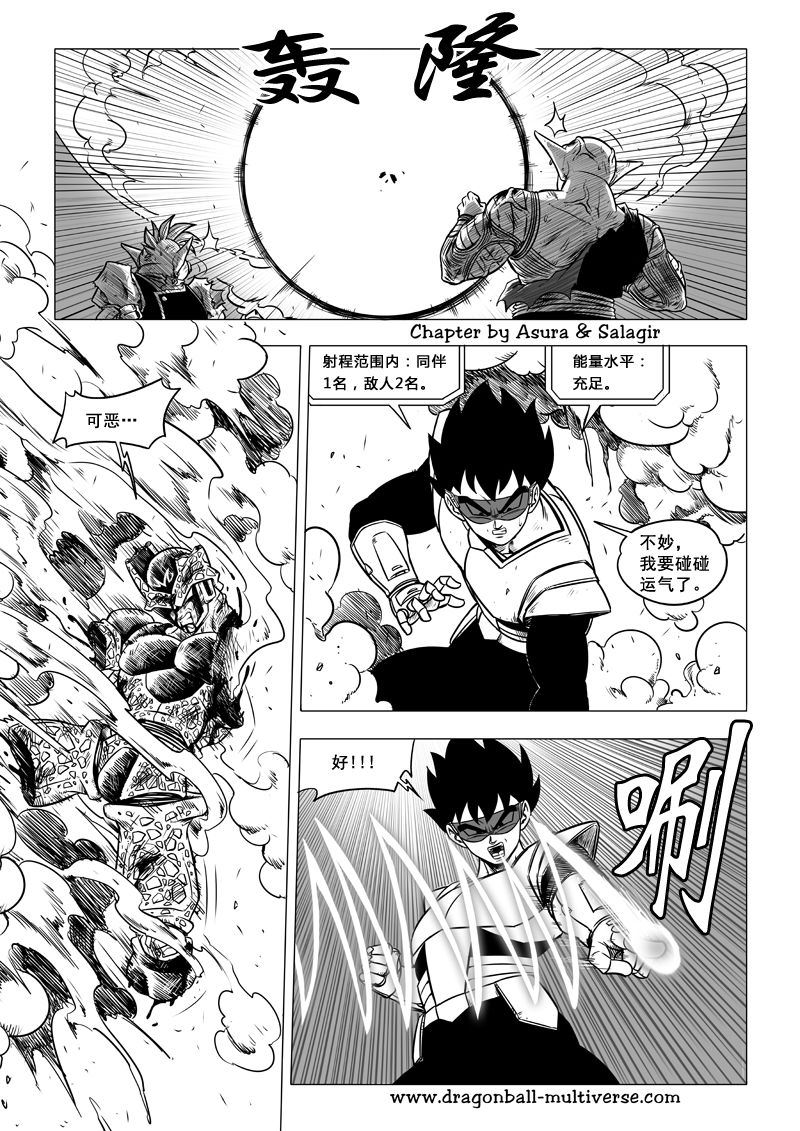 轰 隆
Chapter by Asura & Salagir
可恶…
射程范围内：同伴
1名，敌人2名。
能量水平：
充足。
不妙，
我要碰碰
运气了。
好!!!
唰
www.dragonball-multiverse.com